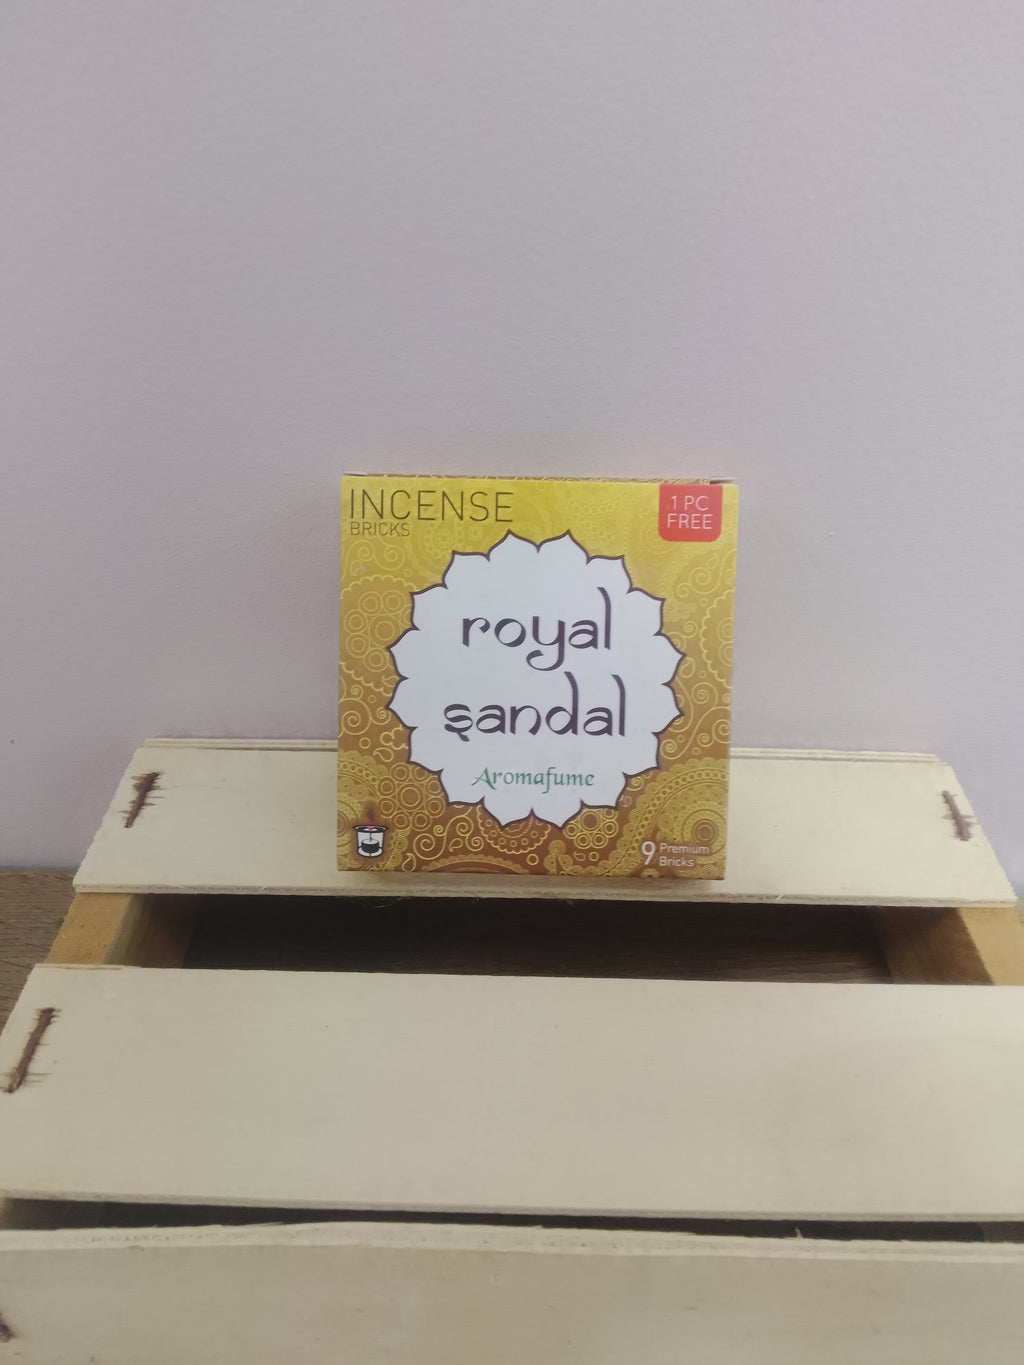 INCENSE
BRICKS
1 PC
FREE
royal
sandal
Aromafume
9 Premium
Bricks